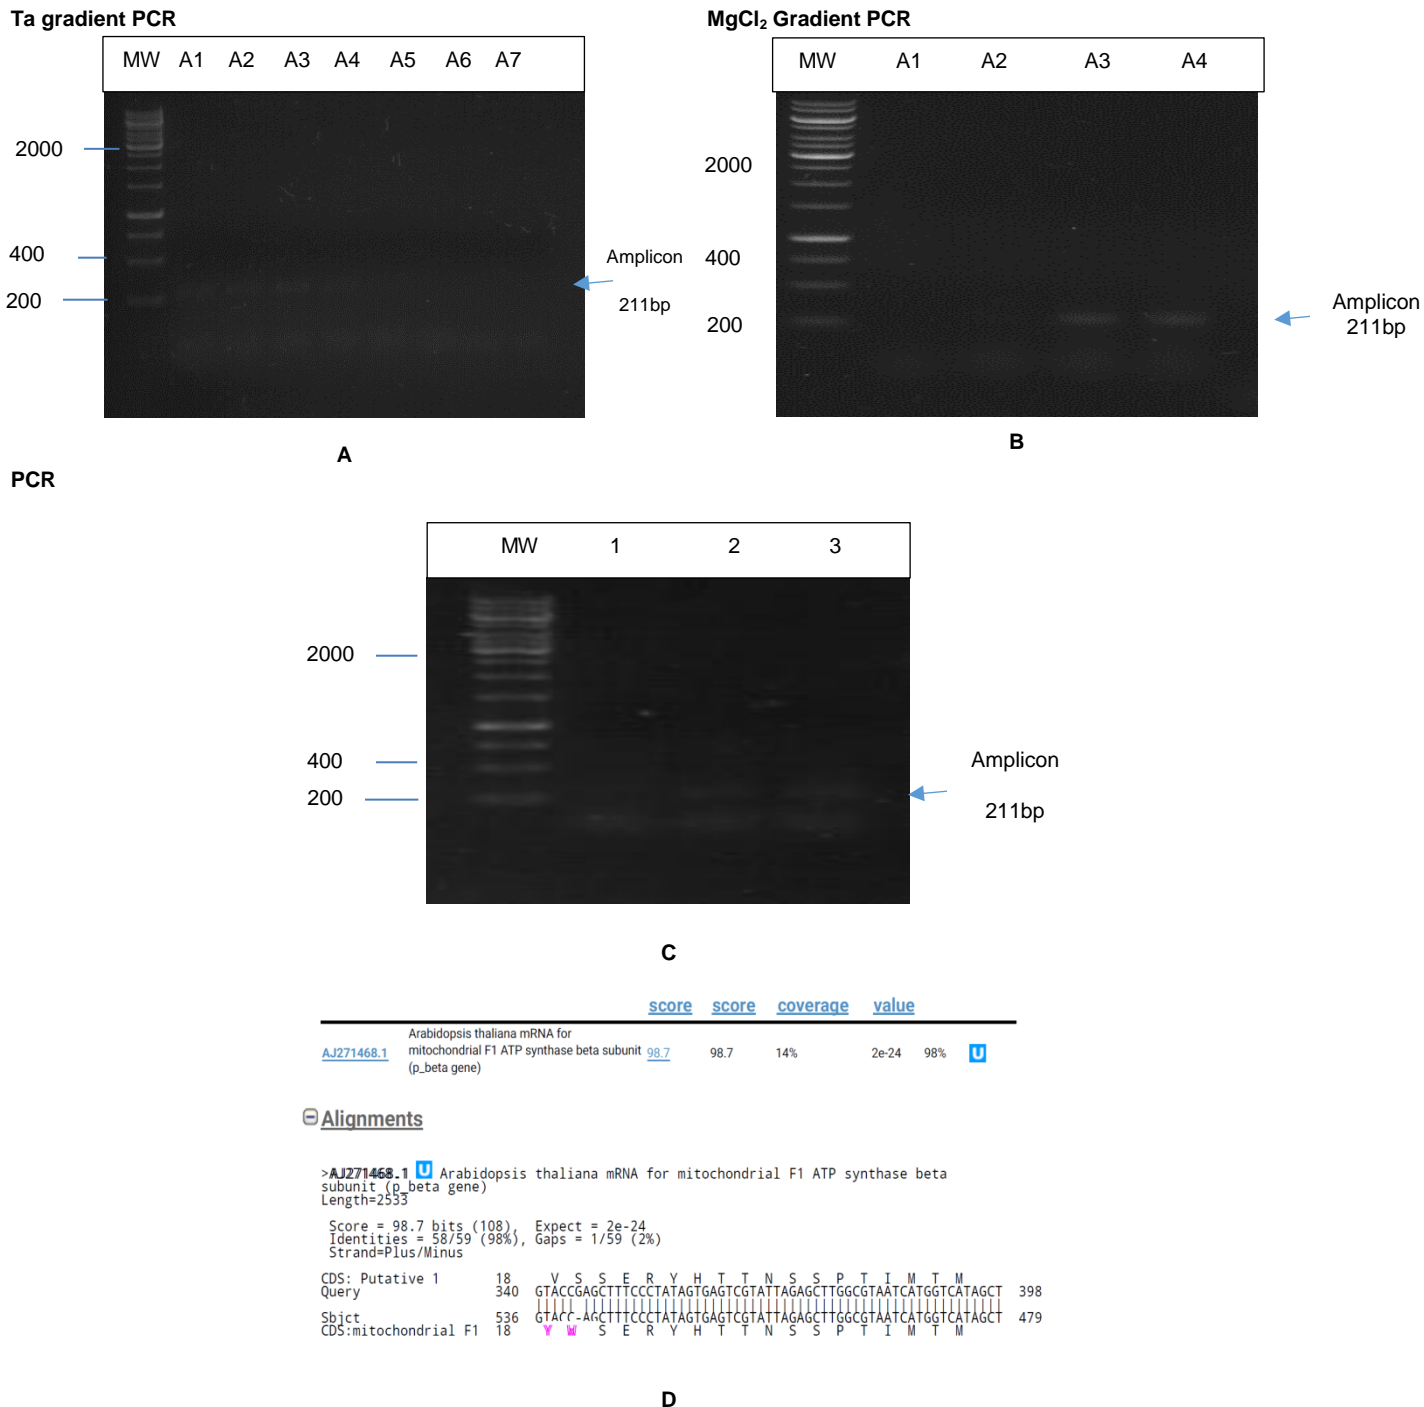 Ta gradient PCR
MgCl2 Gradient PCR
MW A1 A2 A3 A4 A5 A6 A7
MW A1 A2 A3 A4
2000
400
200
Amplicon
211bp
2000
400
200
Amplicon
211bp
A
B
PCR
MW 1 2 3
2000
400
200
Amplicon
211bp
C
score score coverage value
Arabidopsis thaliana mRNA for
AJ271468.1 mitochondrial F1 ATP synthase beta subunit 98.7 98.7 14% 2e-24 98% U
(p_beta gene)
Alignments
>AJ271468.1 U Arabidopsis thaliana mRNA for mitochondrial F1 ATP synthase beta
subunit (p_beta gene)
Length=2533
Score = 98.7 bits (108), Expect = 2e-24
Identities = 58/59 (98%), Gaps = 1/59 (2%)
Strand=Plus/Minus
CDS: Putative 1 18 V S S E R Y H T T N S S P T I M T M
Query 340 GTACCGAGCTTTCCCTATAGTGAGTCGTATTAGAGCTTGGCGTAATCATGGTCATAGCT 398
Sbjct 536 GTACC-AGCTTTCCCTATAGTGAGTCGTATTAGAGCTTGGCGTAATCATGGTCATAGCT 479
CDS:mitochondrial F1 18 Y W S E R Y H T T N S S P T I M T M
D